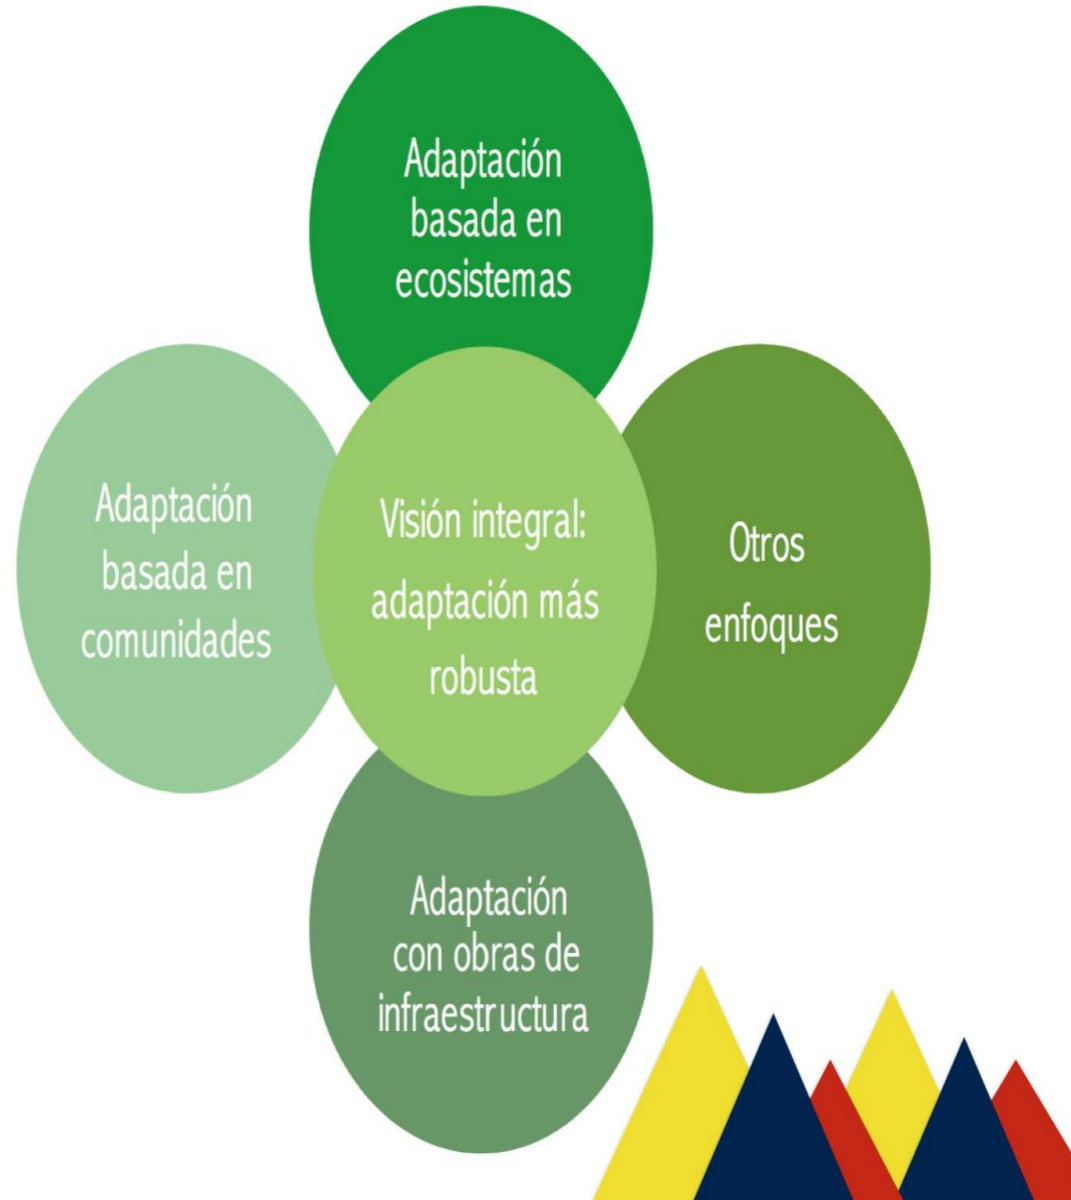 Adaptación
basada en
ecosistemas
Adaptación
basada en
comunidades
Visión integral:
adaptación más
robusta
Otros
enfoques
Adaptación
con obras de
infraestructura